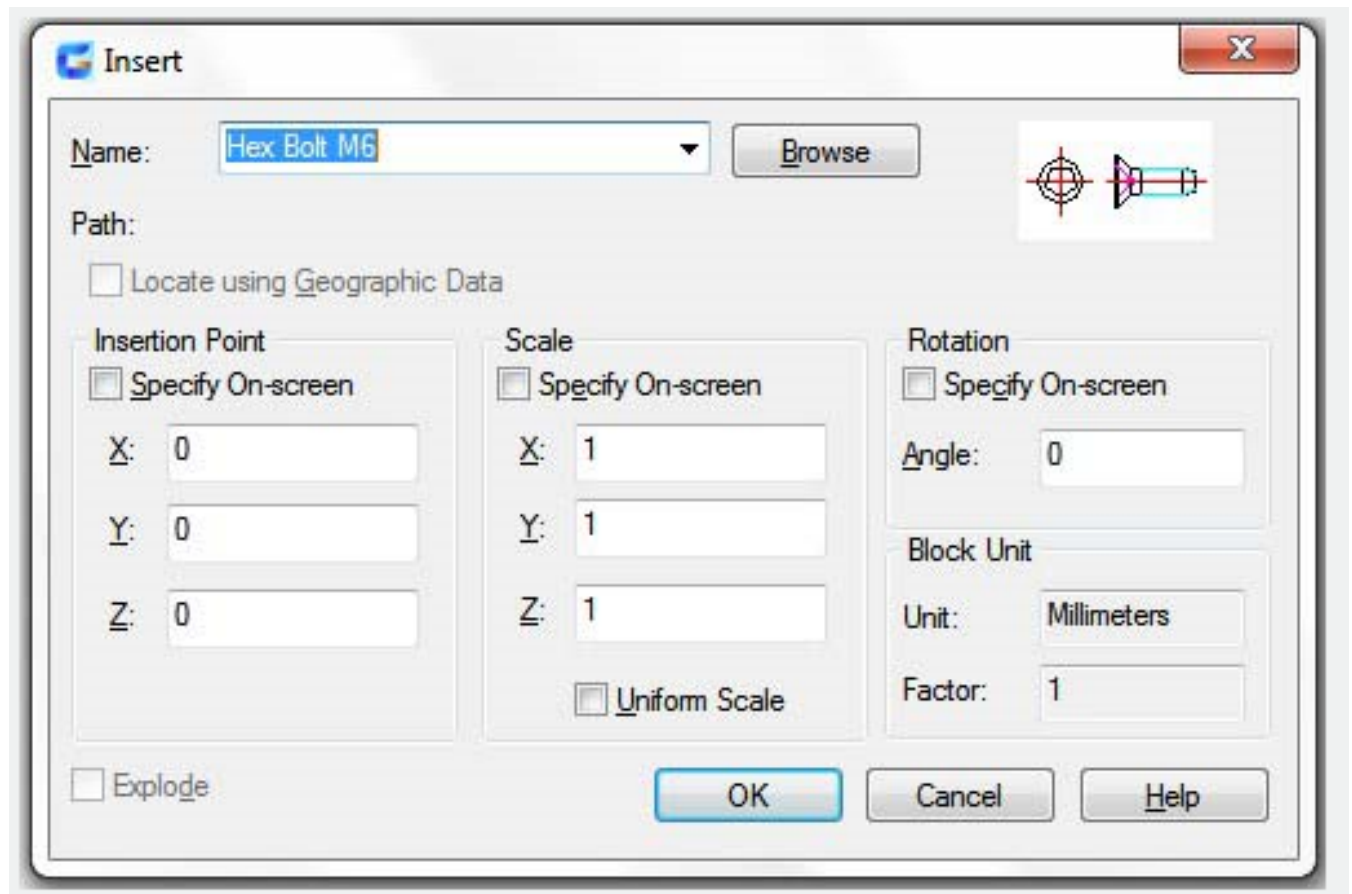 Insert
Name: Hex Bolt M6 Browse
Path:
Locate using Geographic Data
Insertion Point
Specify On-screen
X: 0
Y: 0
Z: 0
Scale
Specify On-screen
X: 1
Y: 1
Z: 1
Uniform Scale
Rotation
Specify On-screen
Angle: 0
Block Unit
Unit: Millimeters
Factor: 1
Explode
OK Cancel Help